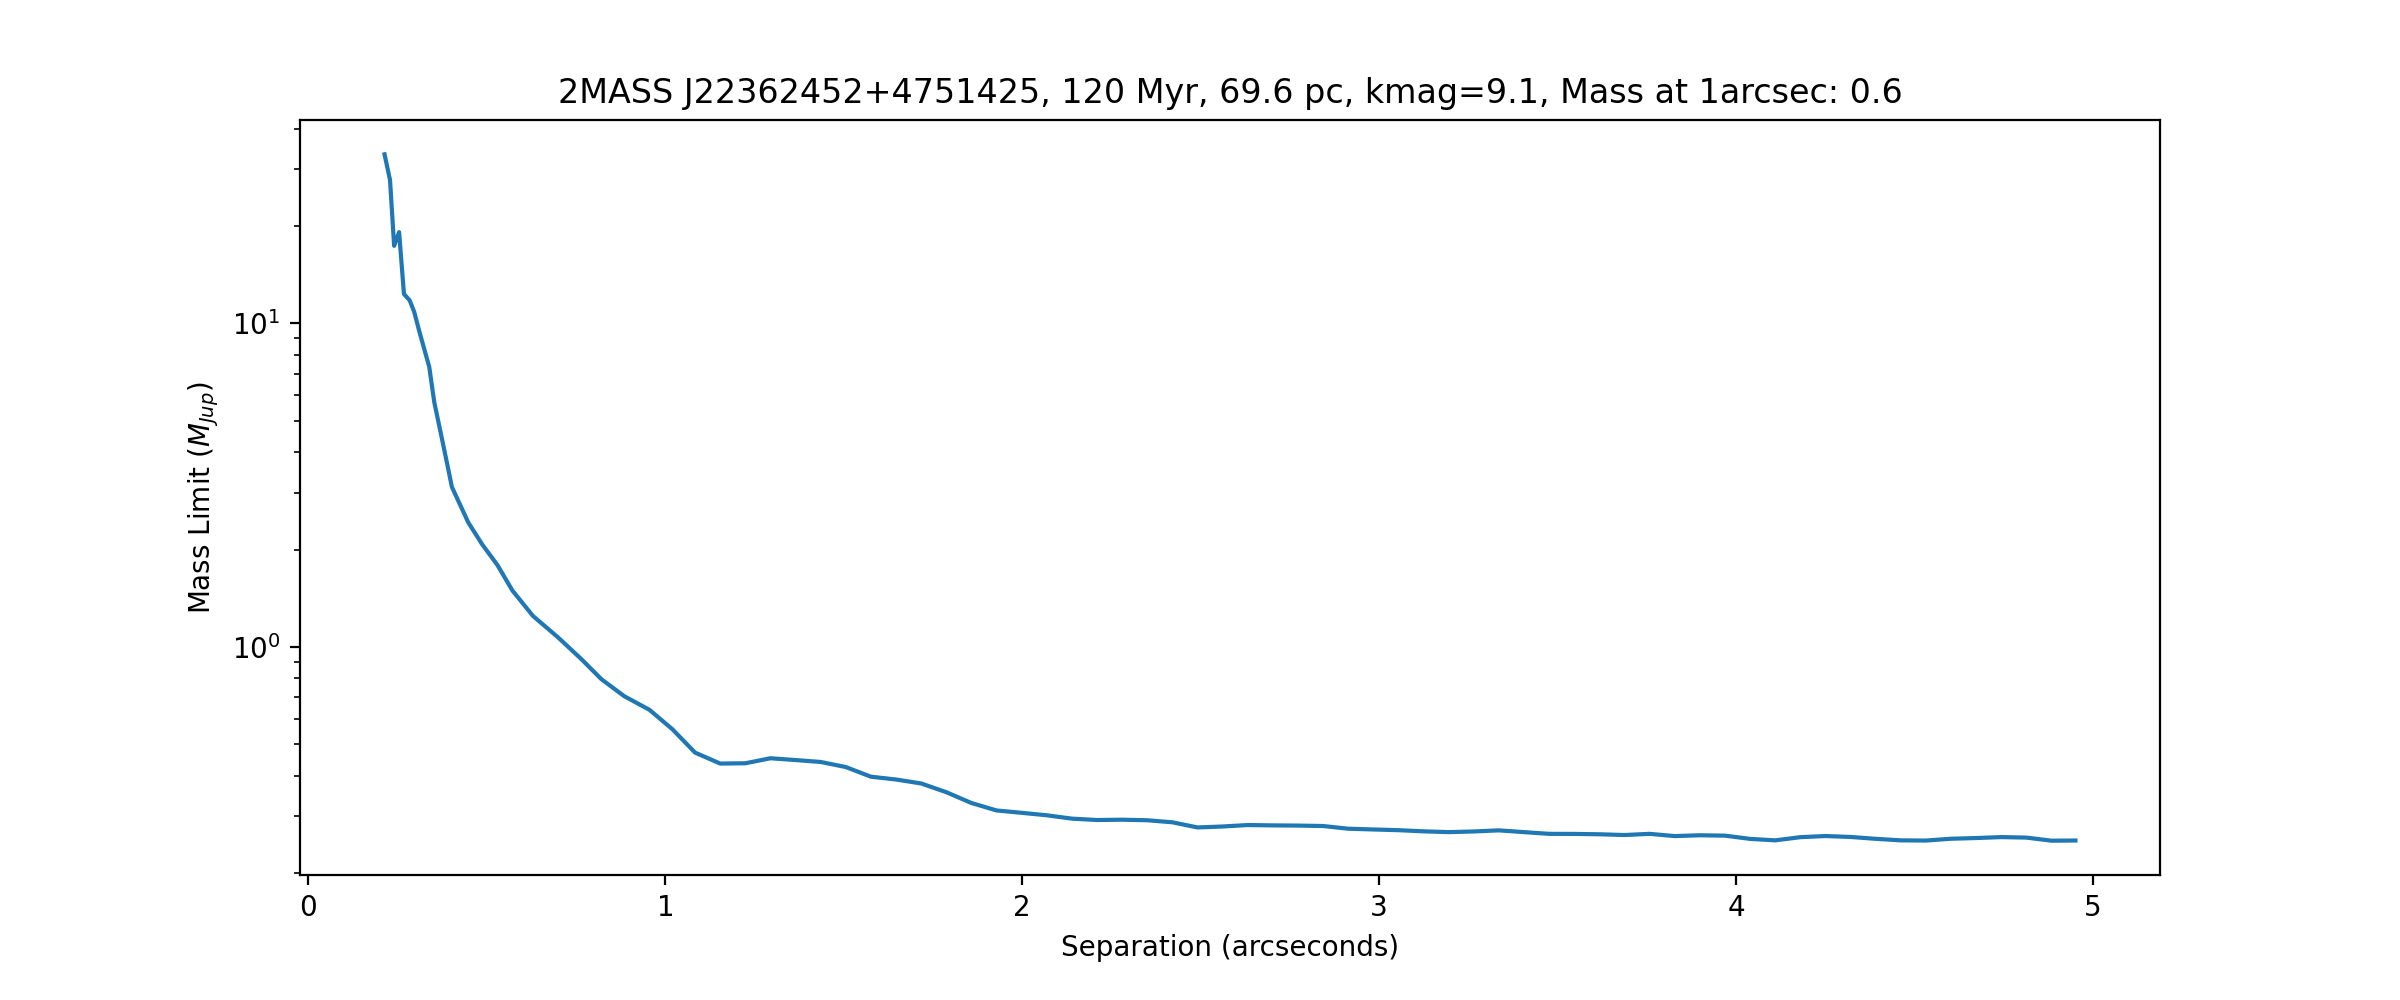 2MASS J22362452+4751425, 120 Myr, 69.6 pc, kmag=9.1, Mass at 1arcsec: 0.6
10¹
10⁰
Mass Limit (M_Jup)
0 1 2 3 4 5
Separation (arcseconds)